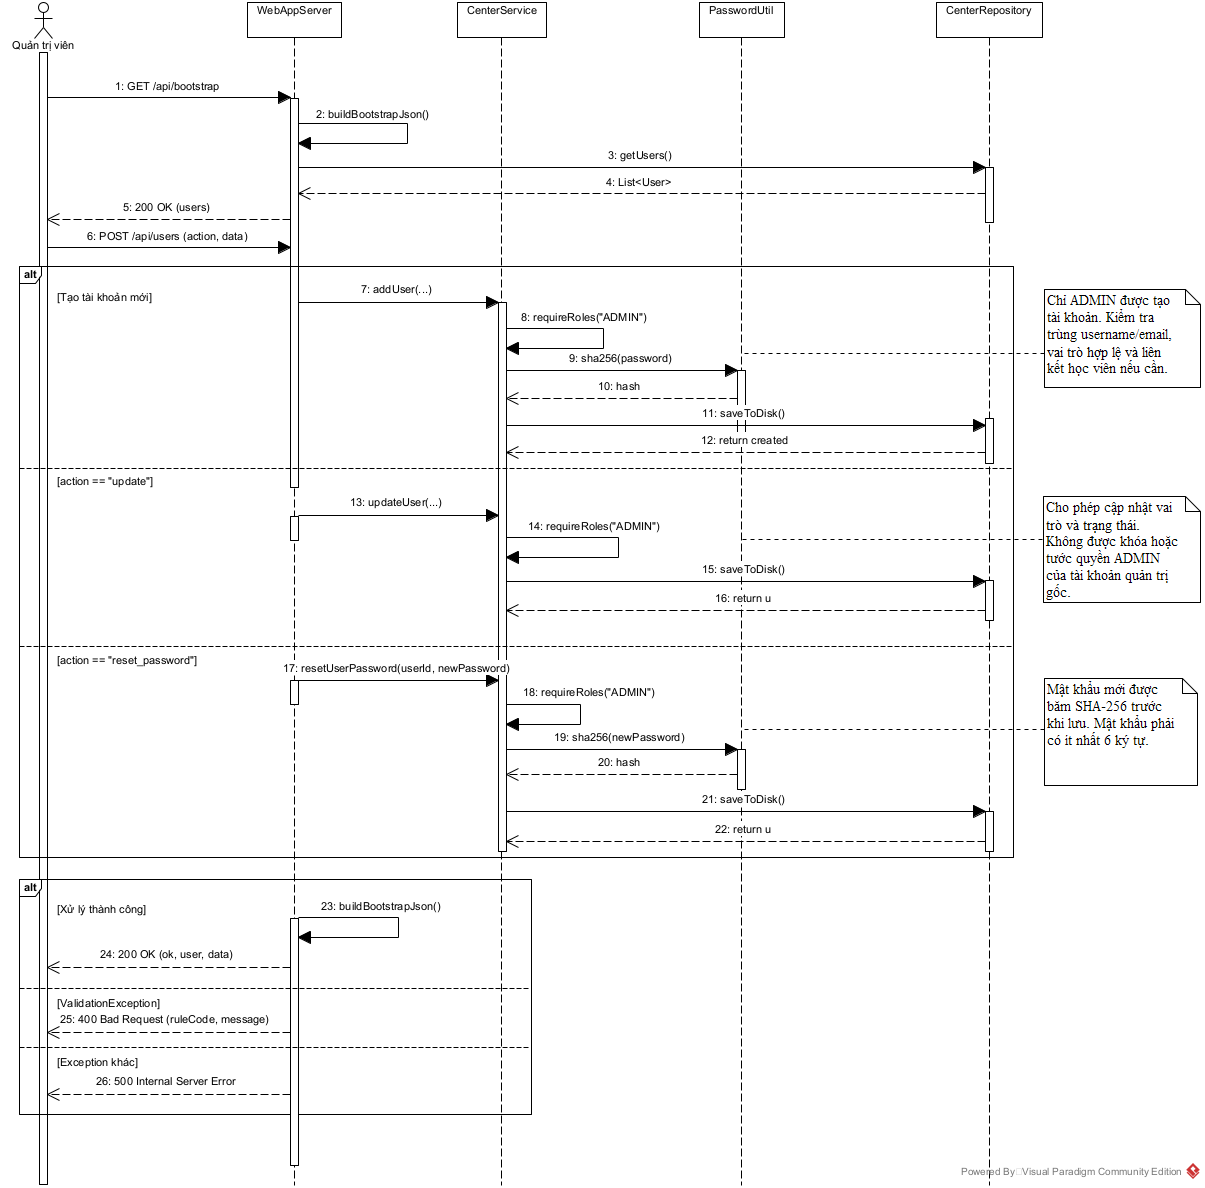 WebAppServer
CenterService
PasswordUtil
CenterRepository
Quản trị viên
1: GET /api/bootstrap
2: buildBootstrapJson()
3: getUsers()
4: List<User>
5: 200 OK (users)
6: POST /api/users (action, data)
alt
[Tạo tài khoản mới]
7: addUser(...)
8: requireRoles("ADMIN")
9: sha256(password)
10: hash
11: saveToDisk()
12: return created
Chỉ ADMIN được tạo
tài khoản. Kiểm tra
trùng username/email,
vai trò hợp lệ và liên
kết học viên nếu cần.
[action == "update"]
13: updateUser(...)
14: requireRoles("ADMIN")
15: saveToDisk()
16: return u
Cho phép cập nhật vai
trò và trạng thái.
Không được khóa hoặc
tước quyền ADMIN
của tài khoản quản trị
gốc.
[action == "reset_password"]
17: resetUserPassword(userId, newPassword)
18: requireRoles("ADMIN")
19: sha256(newPassword)
20: hash
21: saveToDisk()
22: return u
Mật khẩu mới được
băm SHA-256 trước
khi lưu. Mật khẩu phải
có ít nhất 6 ký tự.
alt
[Xử lý thành công]
23: buildBootstrapJson()
24: 200 OK (ok, user, data)
[ValidationException]
25: 400 Bad Request (ruleCode, message)
[Exception khác]
26: 500 Internal Server Error
Powered By Visual Paradigm Community Edition